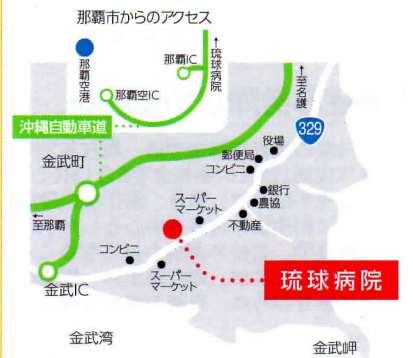 那覇市からのアクセス
那覇空港
那覇IC
↑琉球病院
那覇空IC
沖縄自動車道
↑至名護
329
金武町
役場
郵便局
コンビニ
銀行
農協
スーパー
マーケット
不動産
←至那覇
コンビニ
スーパー
マーケット
琉球病院
金武IC
金武湾
金武岬